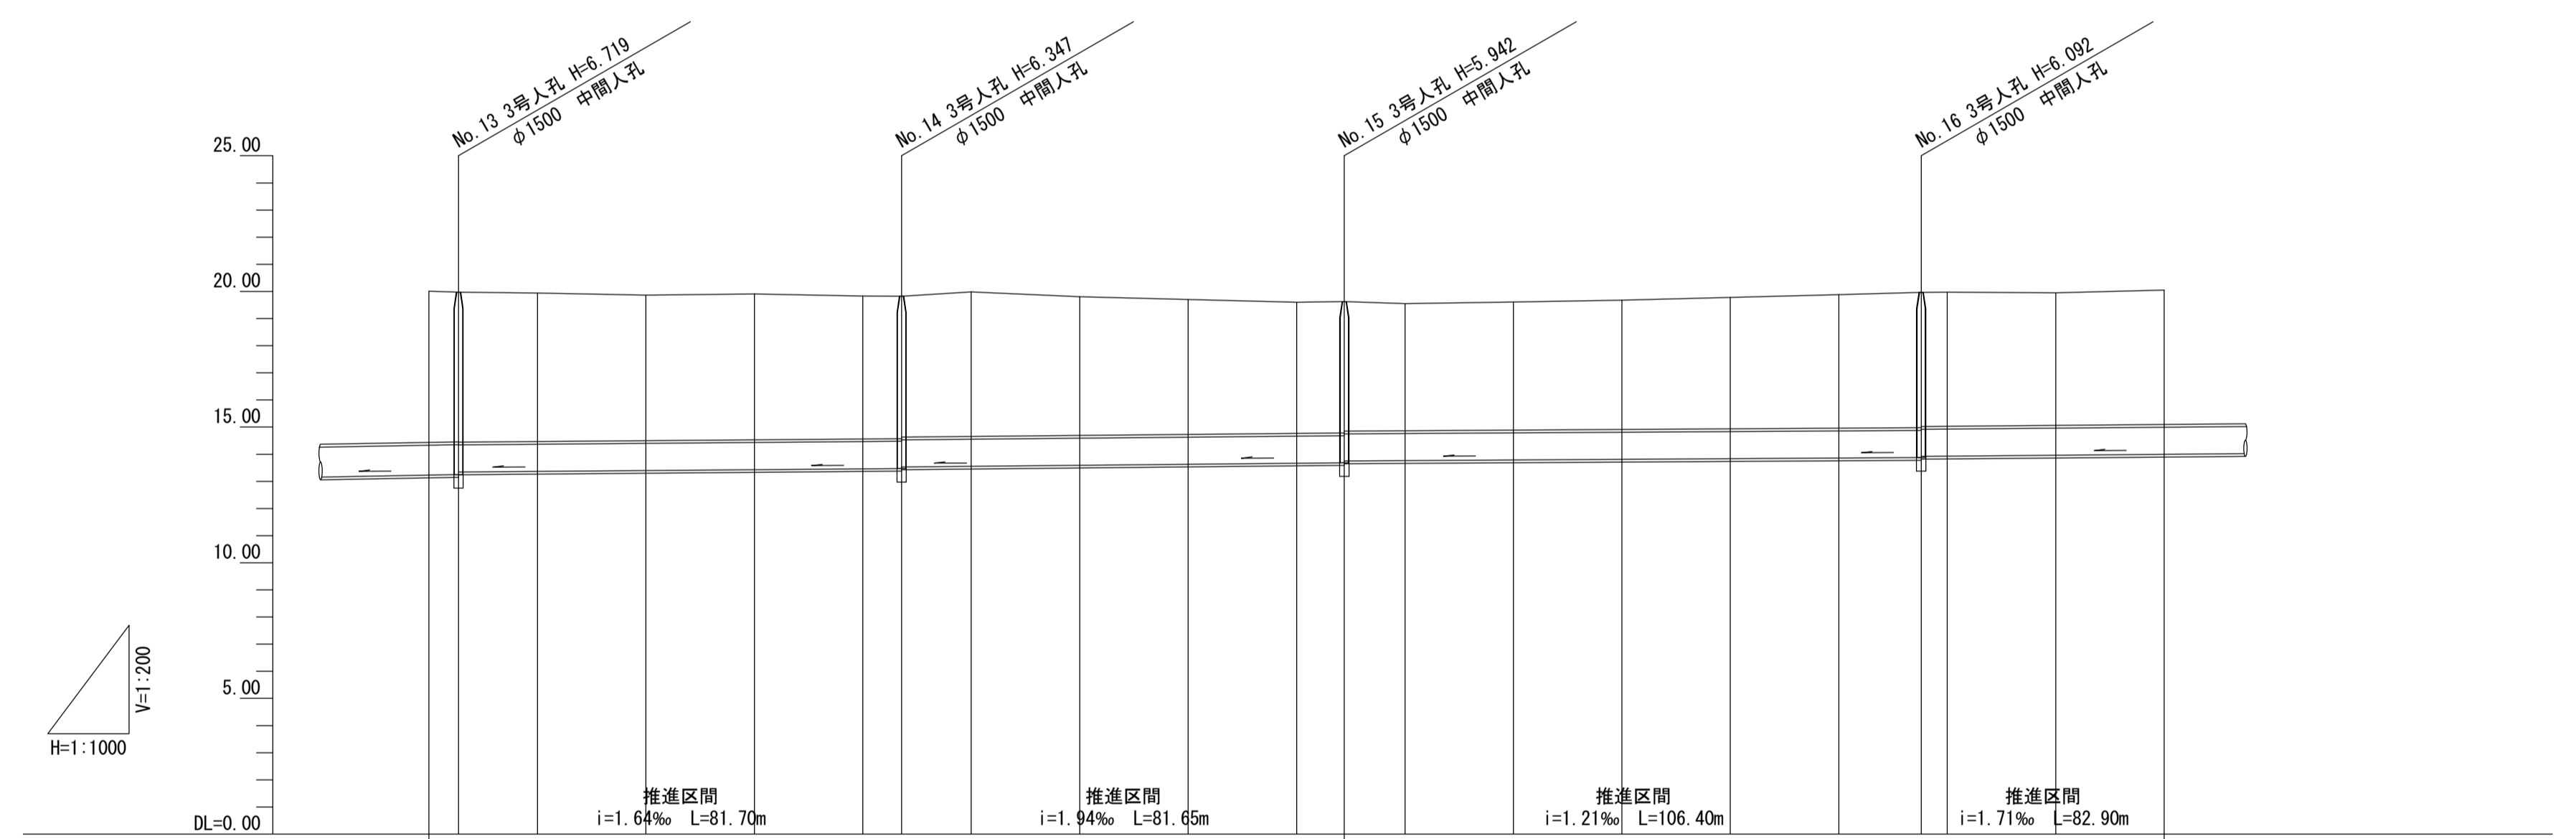 No.13 3号人孔 H=6.719
φ1500 中間人孔
No.14 3号人孔 H=6.347
φ1500 中間人孔
No.15 3号人孔 H=5.942
φ1500 中間人孔
No.16 3号人孔 H=6.092
φ1500 中間人孔
25.00
20.00
15.00
10.00
5.00
DL=0.00
V=1:200
H=1:1000
推進区間
i=1.64‰ L=81.70m
推進区間
i=1.94‰ L=81.65m
推進区間
i=1.21‰ L=106.40m
推進区間
i=1.71‰ L=82.90m